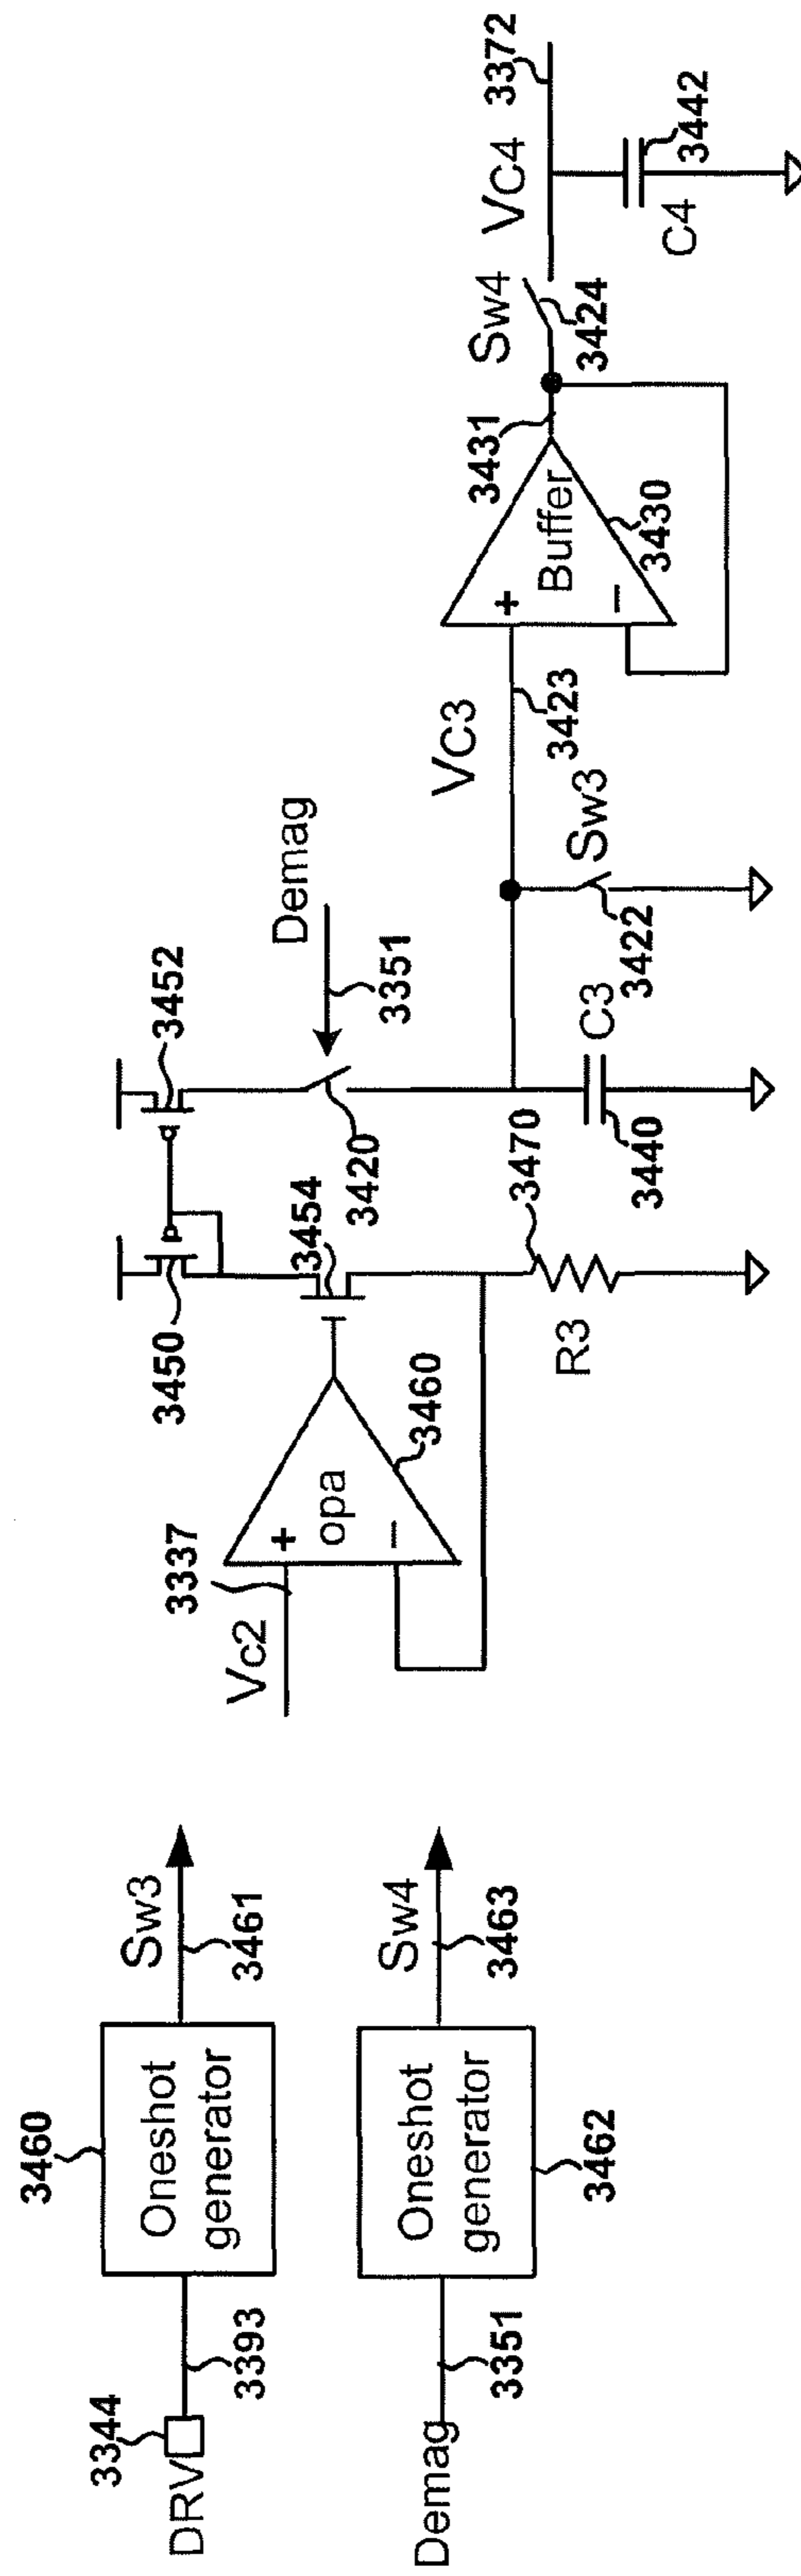 3344
DRV
3393
3460
Oneshot
generator
Sw3
3461
Demag
3351
3462
Oneshot
generator
Sw4
3463
Vc2
3337
+
opa
−
3460
3450
3452
3454
3420
Demag
3351
R3
3470
3440
C3
3422
Sw3
VC3
3423
+
Buffer
−
3430
3431
Sw4
3424
VC4
3372
C4
3442